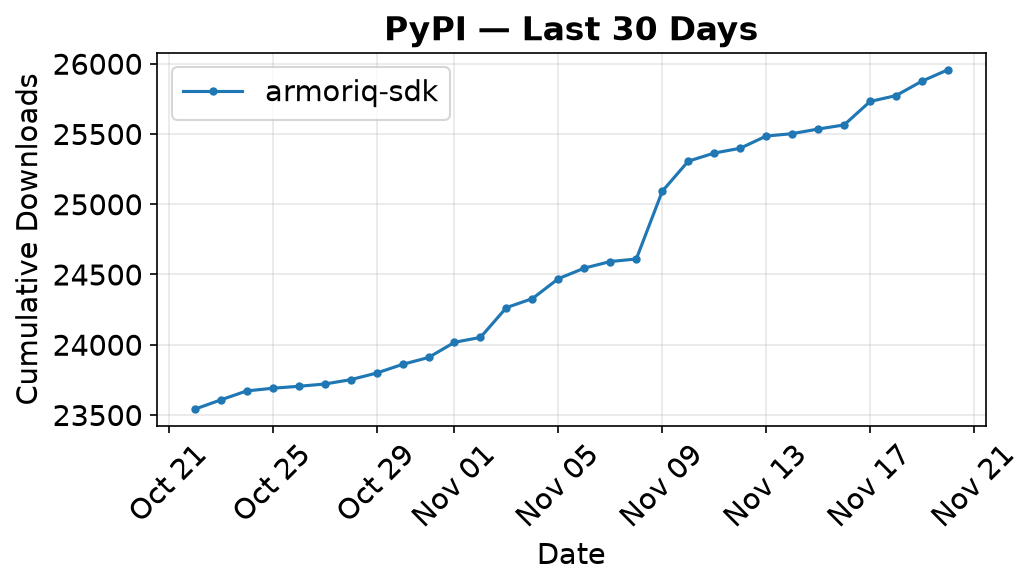 PyPI — Last 30 Days
armoriq-sdk
Cumulative Downloads
26000
25500
25000
24500
24000
23500
Oct 21
Oct 25
Oct 29
Nov 01
Nov 05
Nov 09
Nov 13
Nov 17
Nov 21
Date